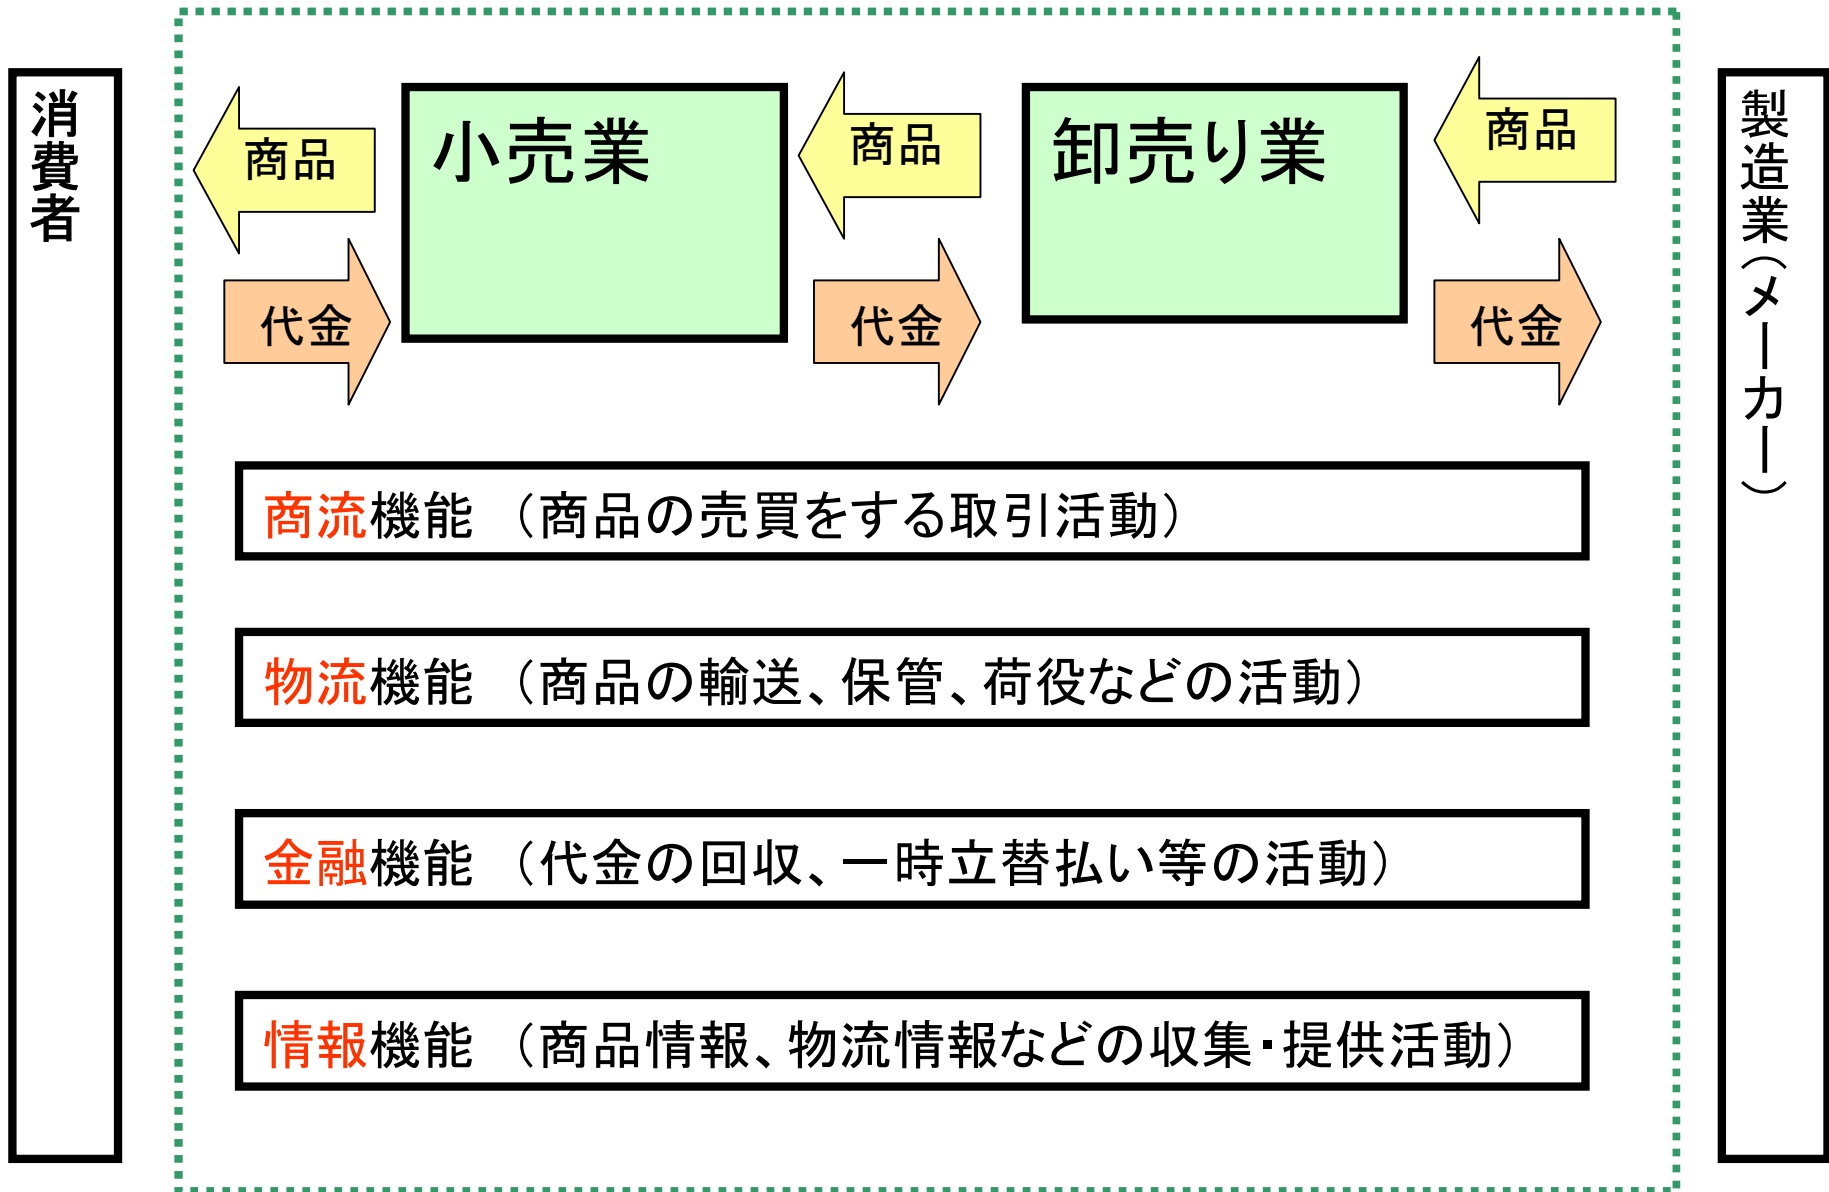 消費者
商品
小売業
商品
卸売り業
商品
製造業（メーカー）
代金
代金
代金
商流機能 （商品の売買をする取引活動）
物流機能 （商品の輸送、保管、荷役などの活動）
金融機能 （代金の回収、一時立替払い等の活動）
情報機能 （商品情報、物流情報などの収集・提供活動）